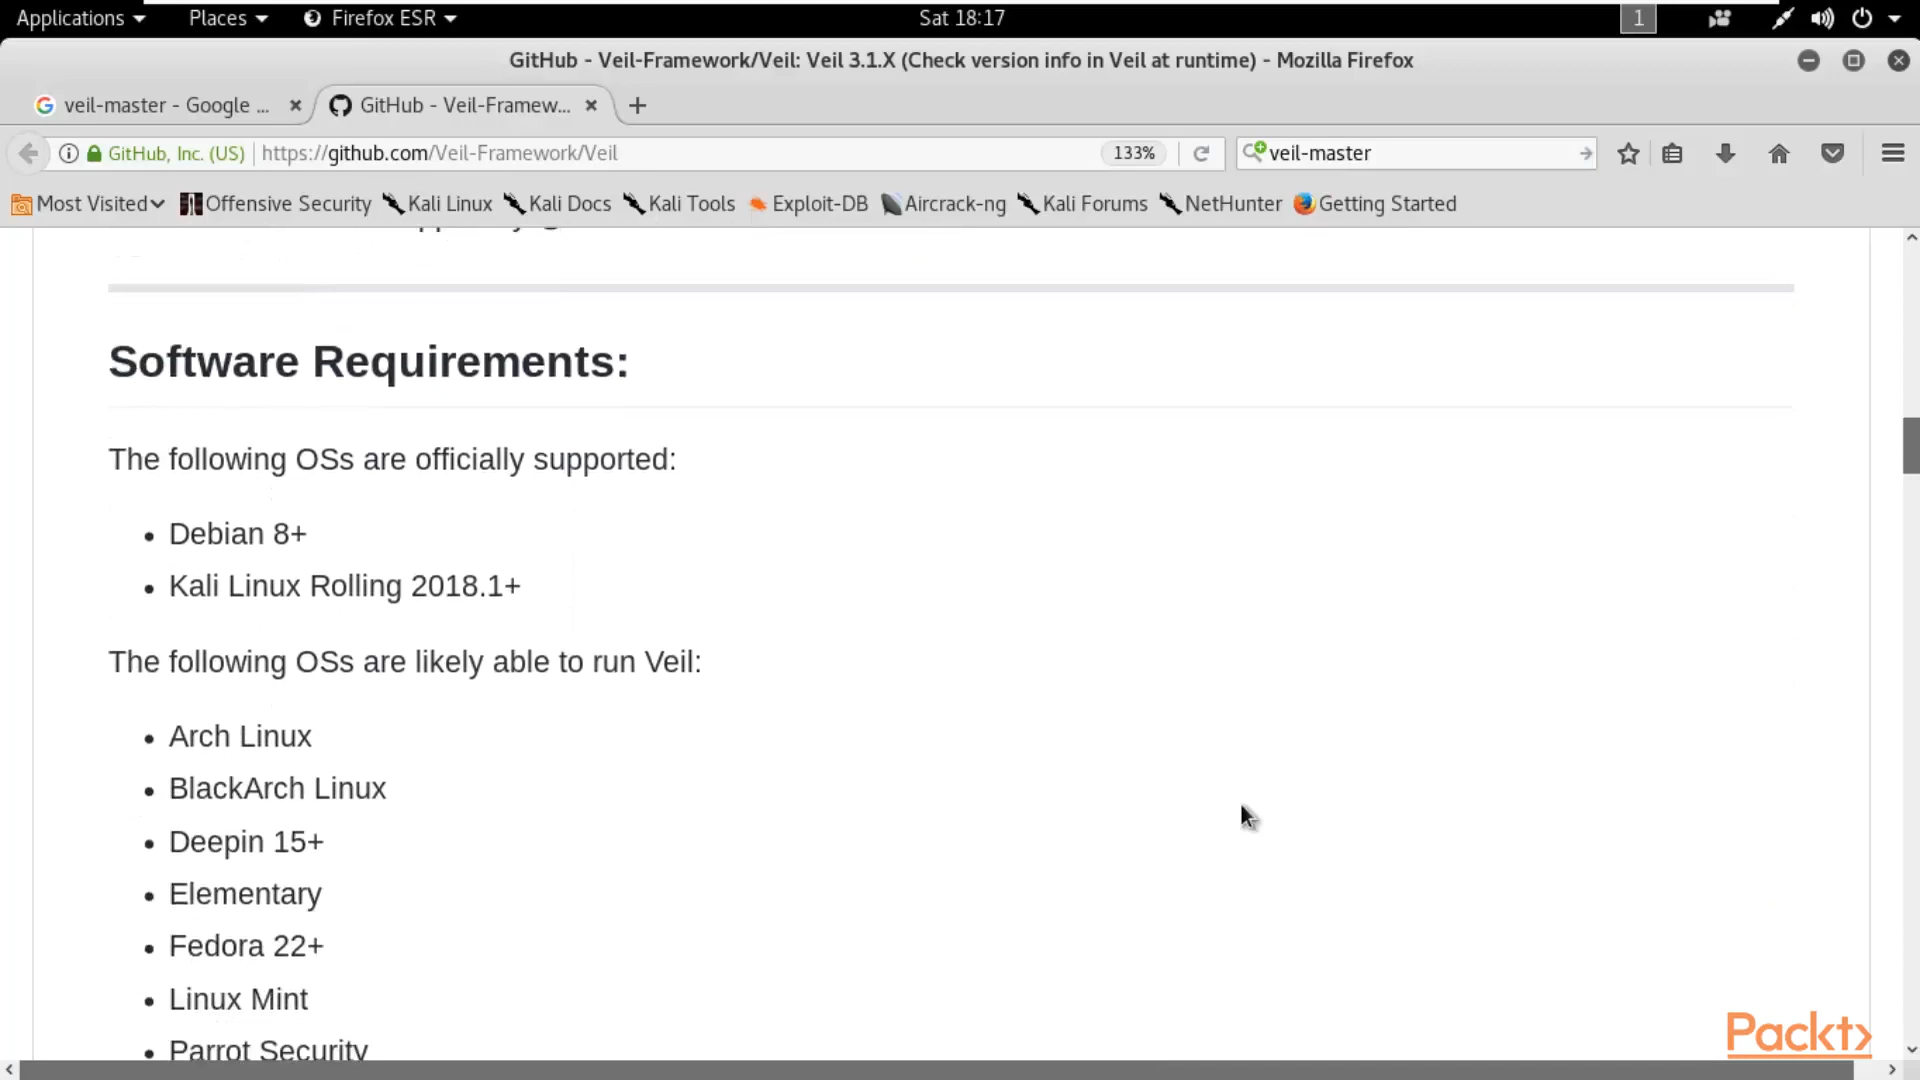 Applications Places Firefox ESR Sat 18:17 1
GitHub - Veil-Framework/Veil: Veil 3.1.X (Check version info in Veil at runtime) - Mozilla Firefox
veil-master - Google ... GitHub - Veil-Framew...
GitHub, Inc. (US) https://github.com/Veil-Framework/Veil 133% veil-master
Most Visited Offensive Security Kali Linux Kali Docs Kali Tools Exploit-DB Aircrack-ng Kali Forums NetHunter Getting Started
Software Requirements:
The following OSs are officially supported:
• Debian 8+
• Kali Linux Rolling 2018.1+
The following OSs are likely able to run Veil:
• Arch Linux
• BlackArch Linux
• Deepin 15+
• Elementary
• Fedora 22+
• Linux Mint
• Parrot Security
Packt>